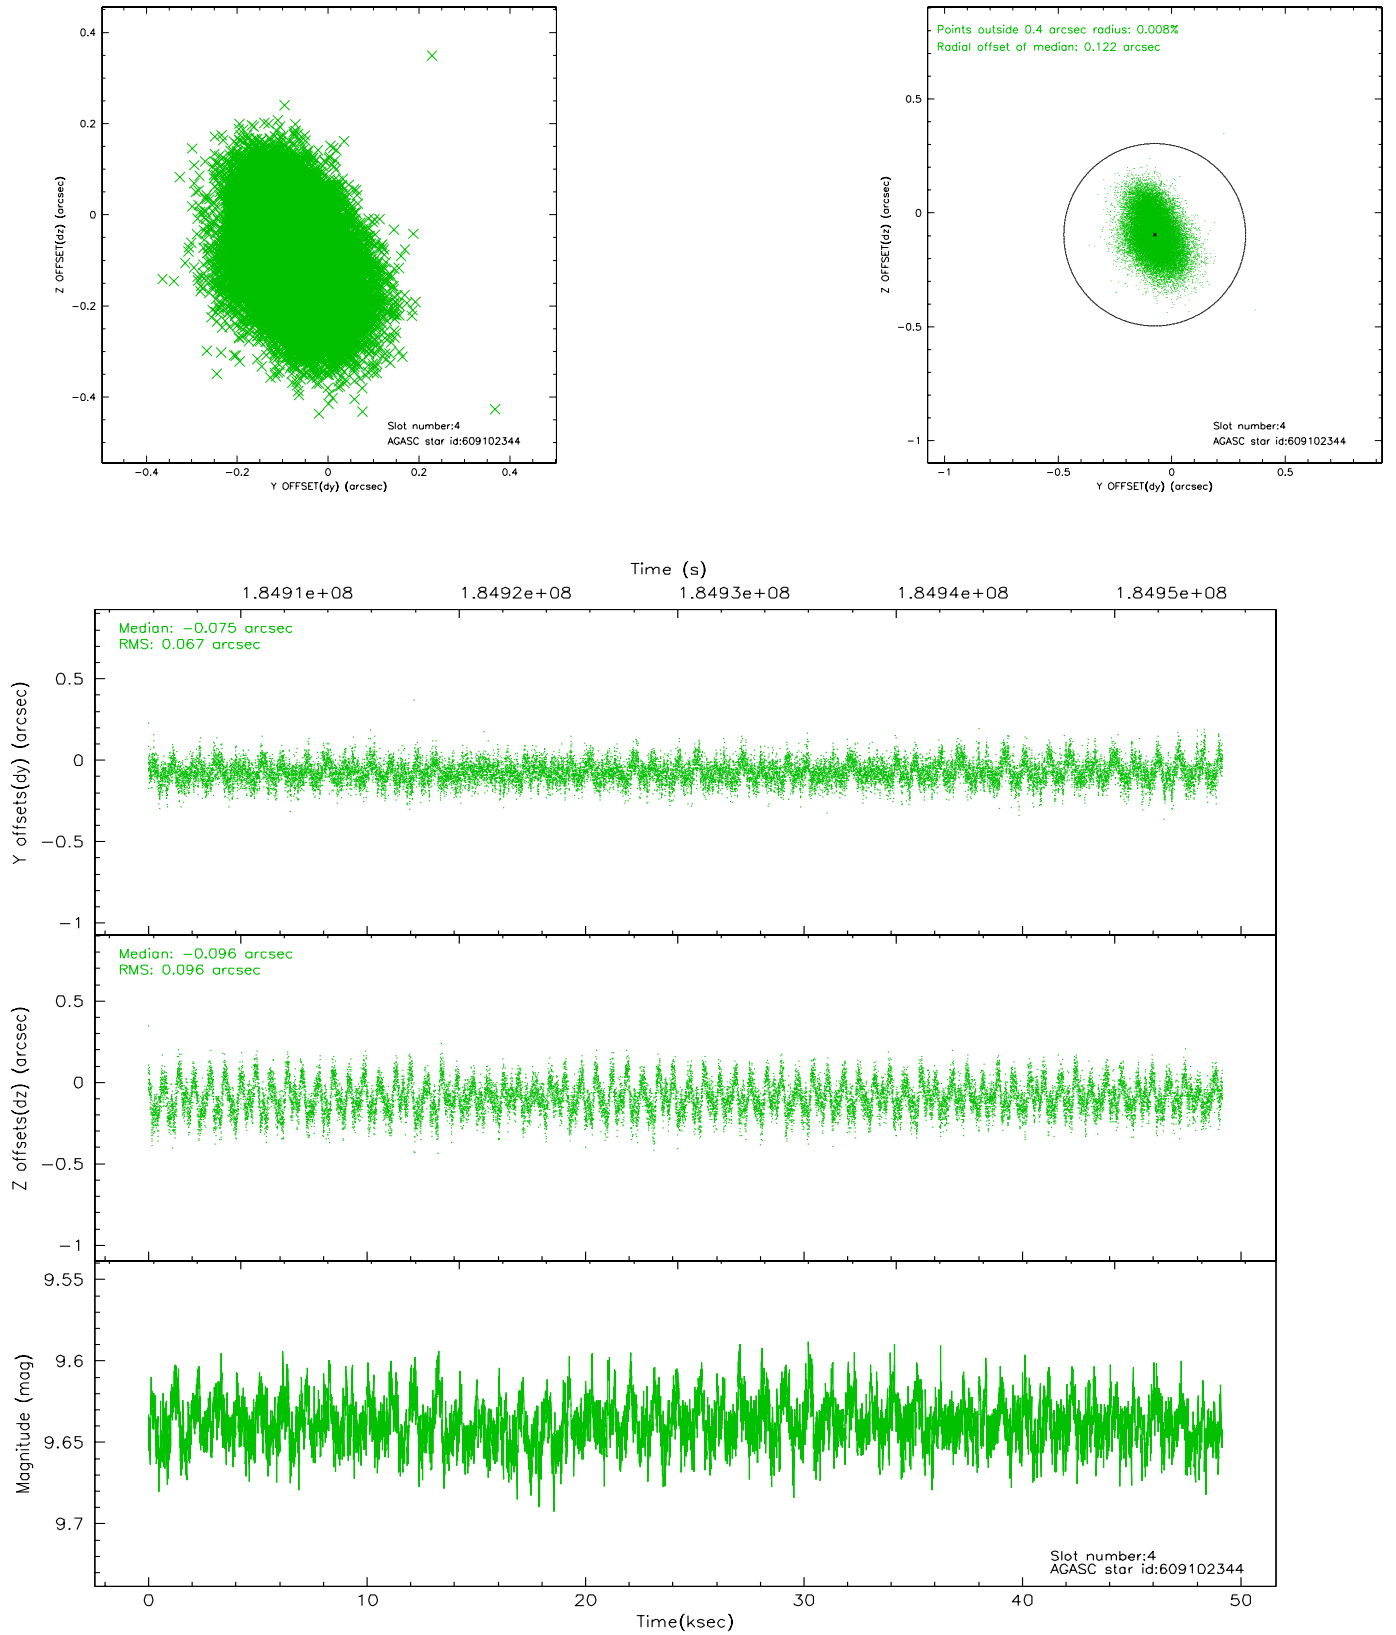 0.4
0.2
0
−0.2
−0.4
Z OFFSET(dz) (arcsec)
Slot number:4
AGASC star id:609102344
−0.4 −0.2 0 0.2 0.4
Y OFFSET(dy) (arcsec)
Points outside 0.4 arcsec radius: 0.008%
Radial offset of median: 0.122 arcsec
0.5
0
−0.5
−1
Z OFFSET(dz) (arcsec)
Slot number:4
AGASC star id:609102344
−1 −0.5 0 0.5
Y OFFSET(dy) (arcsec)
Time (s)
1.8491e+08 1.8492e+08 1.8493e+08 1.8494e+08 1.8495e+08
Median: −0.075 arcsec
RMS: 0.067 arcsec
0.5
0
−0.5
−1
Y offsets(dy) (arcsec)
Median: −0.096 arcsec
RMS: 0.096 arcsec
0.5
0
−0.5
−1
Z offsets(dz) (arcsec)
9.55
9.6
9.65
9.7
Magnitude (mag)
Slot number:4
AGASC star id:609102344
0 10 20 30 40 50
Time(ksec)